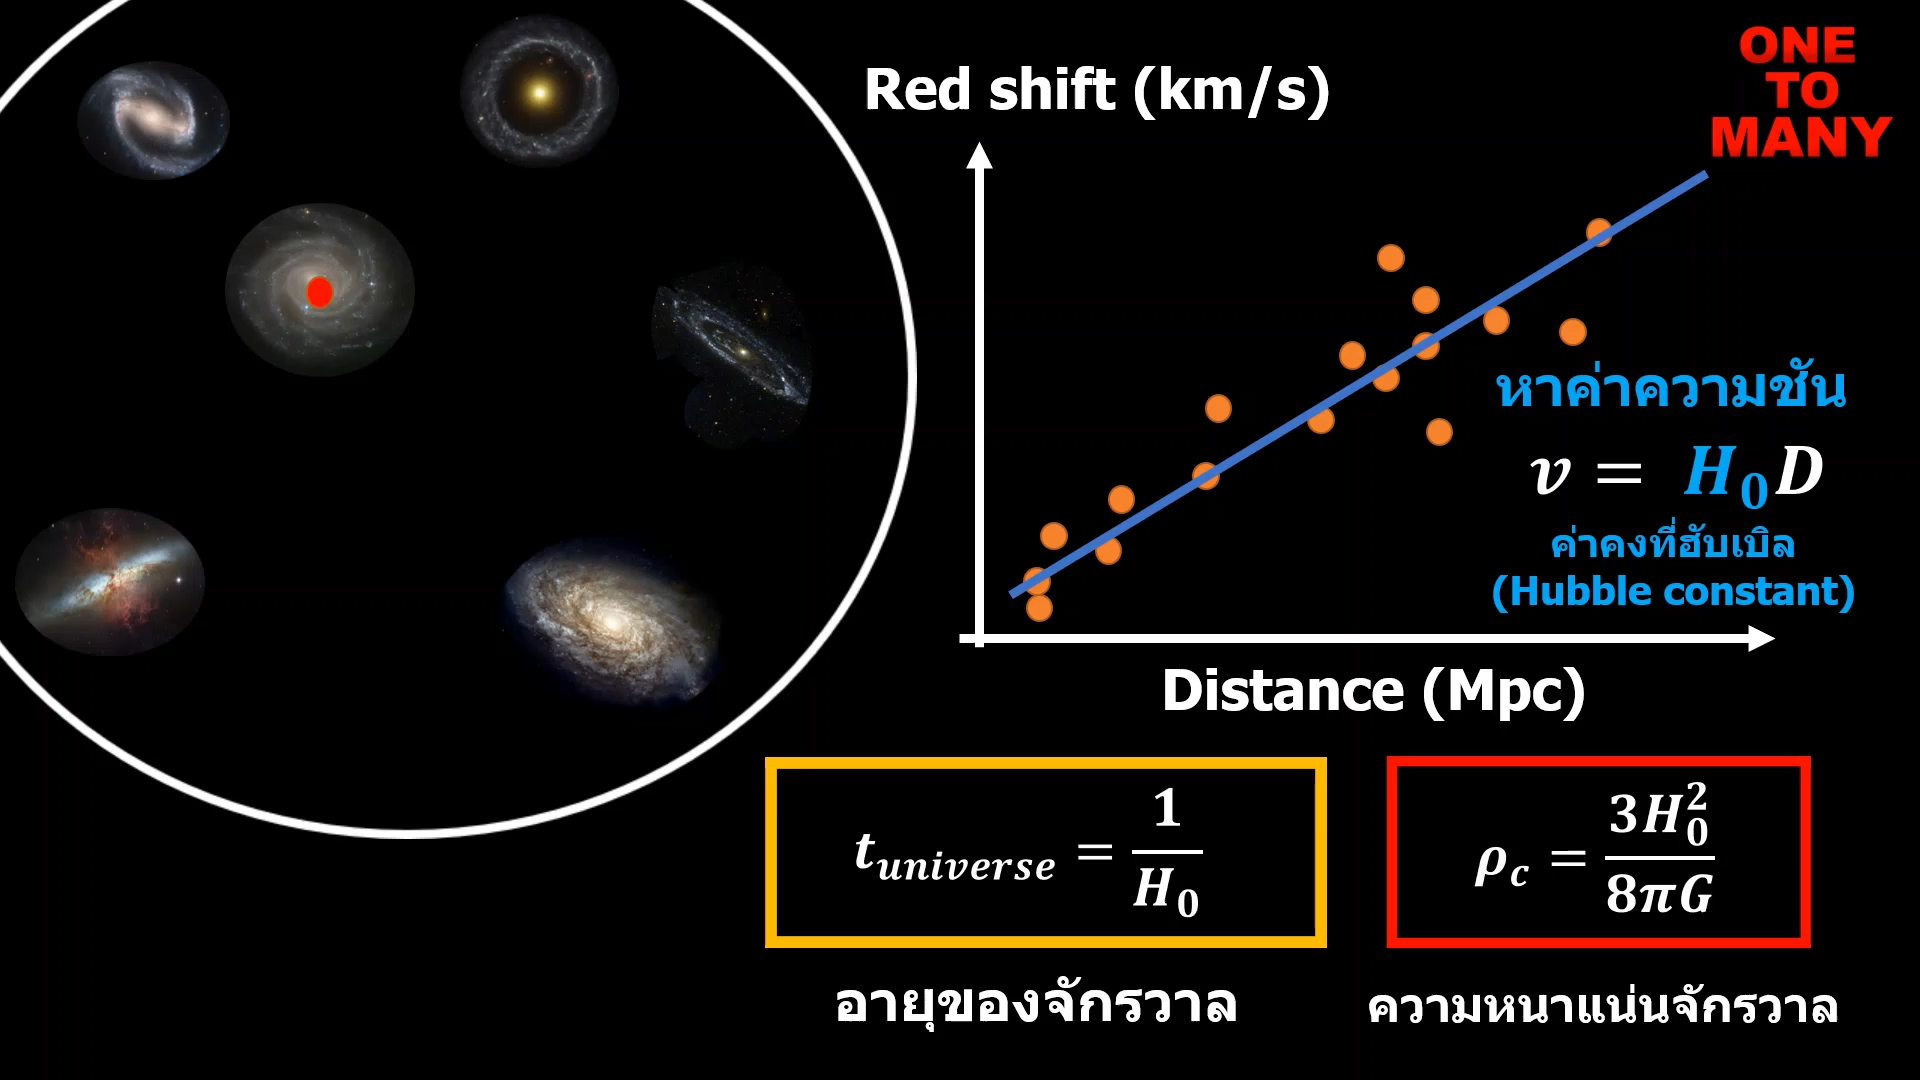 Red shift (km/s)
ONE
TO
MANY
หาค่าความชัน
v = H₀D
ค่าคงที่ฮับเบิล
(Hubble constant)
Distance (Mpc)
t_universe = 1/H₀
ρ_c = 3H₀²/8πG
อายุของจักรวาล
ความหนาแน่นจักรวาล